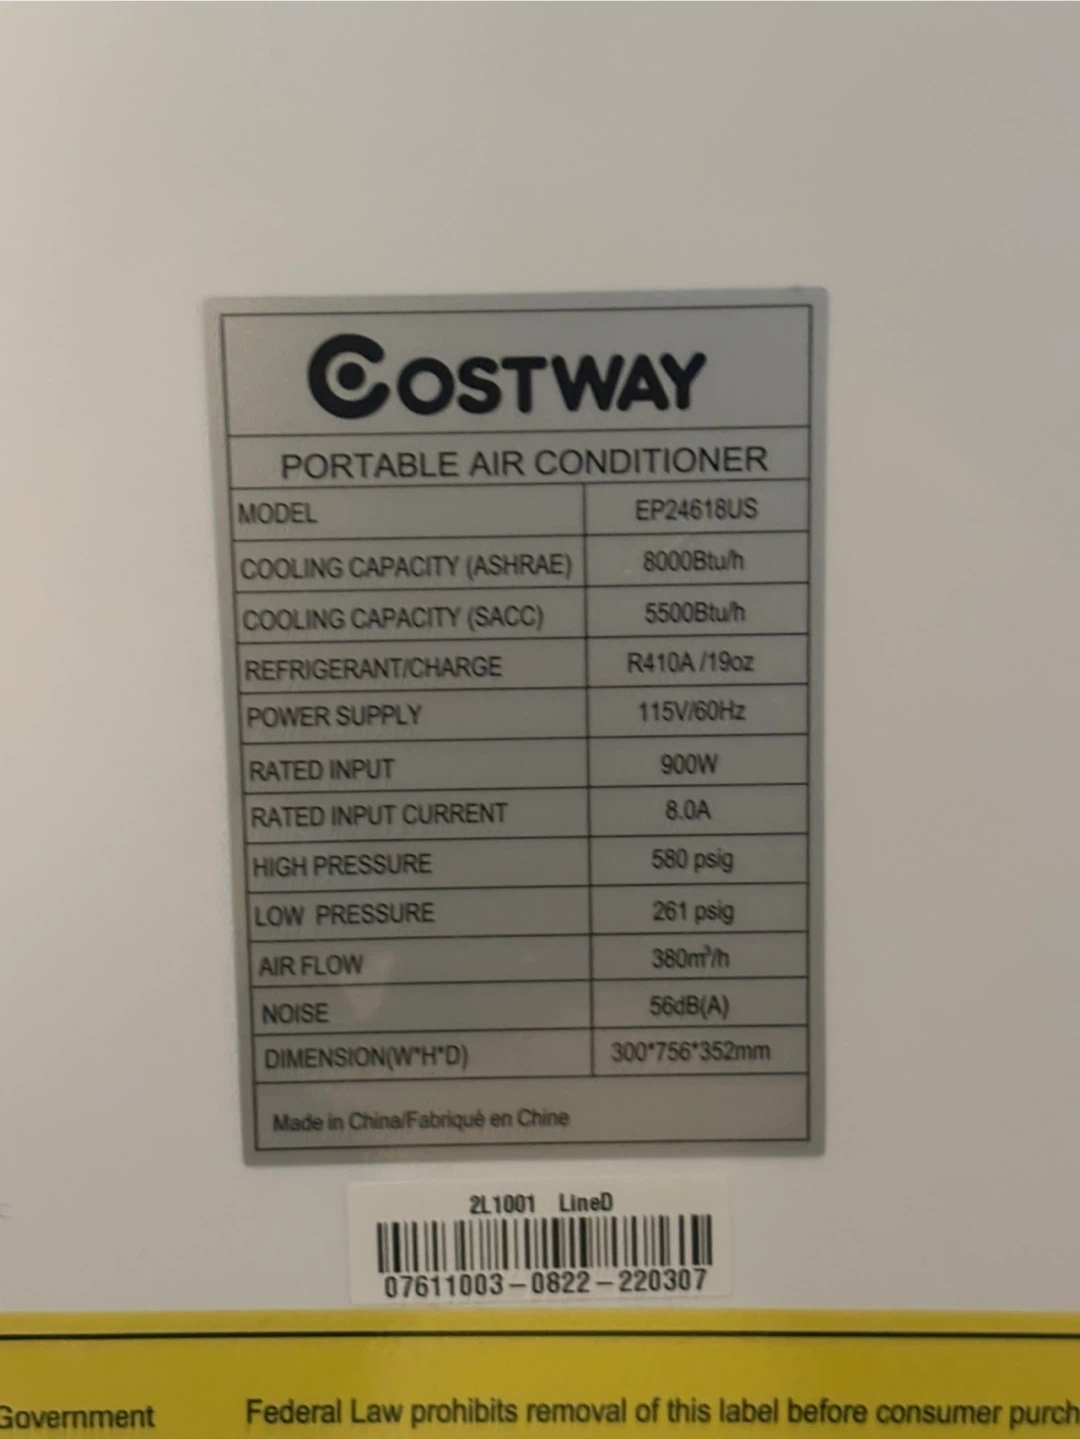 COSTWAY
PORTABLE AIR CONDITIONER
MODEL EP24618US
COOLING CAPACITY (ASHRAE) 8000Btu/h
COOLING CAPACITY (SACC) 5500Btu/h
REFRIGERANT/CHARGE R410A /19oz
POWER SUPPLY 115V/60Hz
RATED INPUT 900W
RATED INPUT CURRENT 8.0A
HIGH PRESSURE 580 psig
LOW PRESSURE 261 psig
AIR FLOW 380m³/h
NOISE 56dB(A)
DIMENSION(W*H*D) 300*756*352mm
Made in China/Fabriqué en Chine
2L1001 LineD
07611003-0822-220307
Government Federal Law prohibits removal of this label before consumer purch